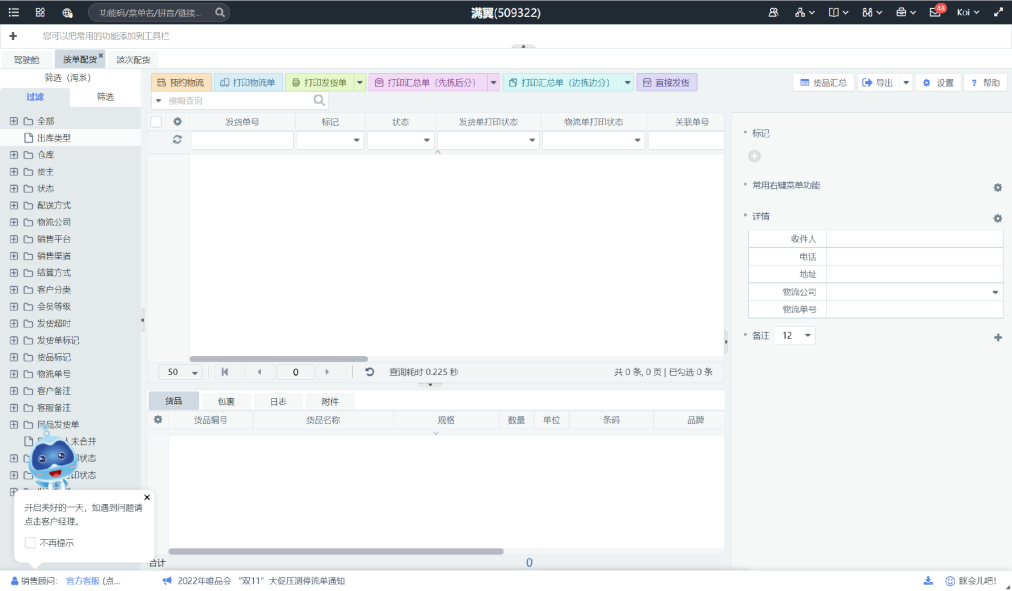 功能码/菜单名/拼音/链接...
满翼(509322)
43
Koi
您可以把常用的功能添加到工具栏
驾驶舱
波单配货
波次配货
筛选（淘系）
过滤
筛选
全部
出库类型
仓库
货主
状态
配送方式
物流公司
销售平台
销售渠道
结算方式
客户分类
会员等级
发货超时
发货单标记
货品标记
物流单号
客户备注
客服备注
同品发货单
人未合并
印状态
印状态
开启美好的一天，如遇到问题请
点击客户经理。
不再提示
预约物流
打印物流单
打印发货单
打印汇总单（先拣后分）
打印汇总单（边拣边分）
直接发货
货品汇总
导出
设置
帮助
模糊查询
发货单号
标记
状态
发货单打印状态
物流单打印状态
关联单号
50
0
查询耗时 0.225 秒
共 0 条, 0 页 | 已勾选 0 条
货品
包裹
日志
附件
货品编号
货品名称
规格
数量
单位
条码
品牌
合计
0
标记
常用右键菜单功能
详情
收件人
电话
地址
物流公司
物流单号
备注
12
销售顾问：
官方客服 (点...
2022年唯品会 “双11” 大促压测停流单通知
眯会儿吧!